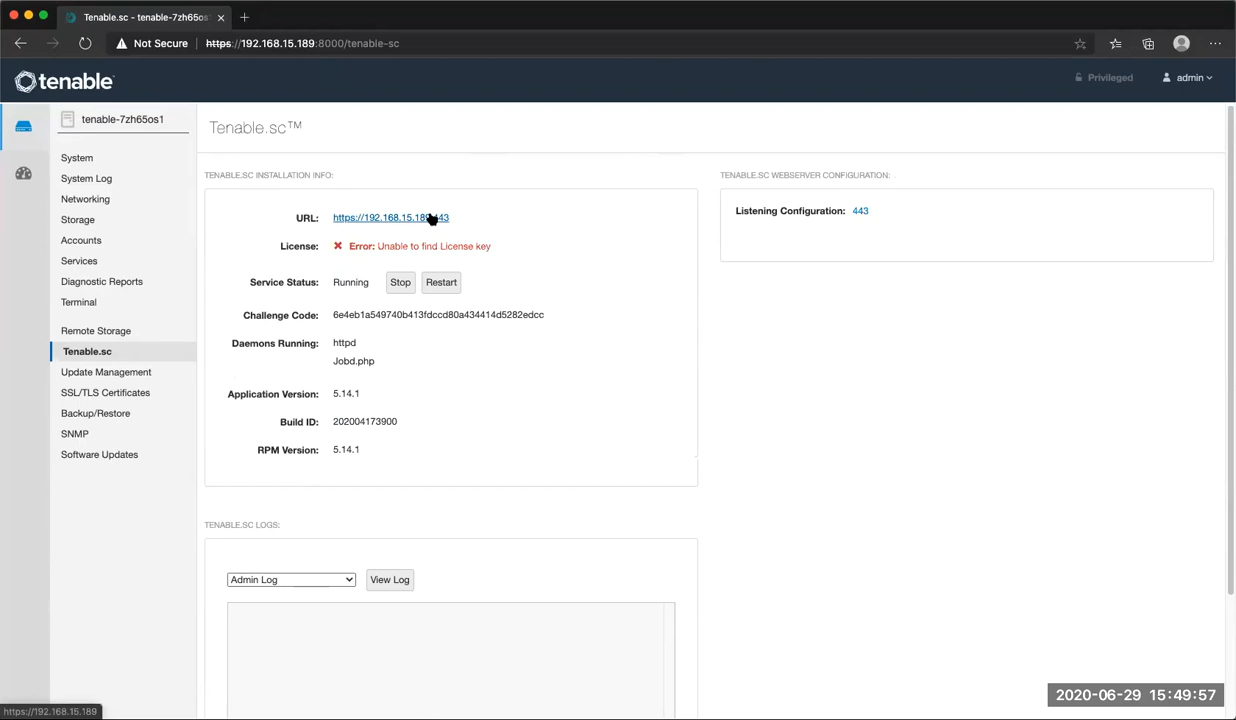 Tenable.sc - tenable-7zh65os1
Not Secure
https://192.168.15.189:8000/tenable-sc
tenable
Privileged
admin
tenable-7zh65os1
Tenable.sc™
System
System Log
Networking
Storage
Accounts
Services
Diagnostic Reports
Terminal
Remote Storage
Tenable.sc
Update Management
SSL/TLS Certificates
Backup/Restore
SNMP
Software Updates
TENABLE.SC INSTALLATION INFO:
URL: https://192.168.15.189:443
License: Error: Unable to find License key
Service Status: Running Stop Restart
Challenge Code: 6e4eb1a549740b413fdccd80a434414d5282edcc
Daemons Running: httpd
Jobd.php
Application Version: 5.14.1
Build ID: 202004173900
RPM Version: 5.14.1
TENABLE.SC WEBSERVER CONFIGURATION:
Listening Configuration: 443
TENABLE.SC LOGS:
Admin Log View Log
https://192.168.15.189
2020-06-29 15:49:57